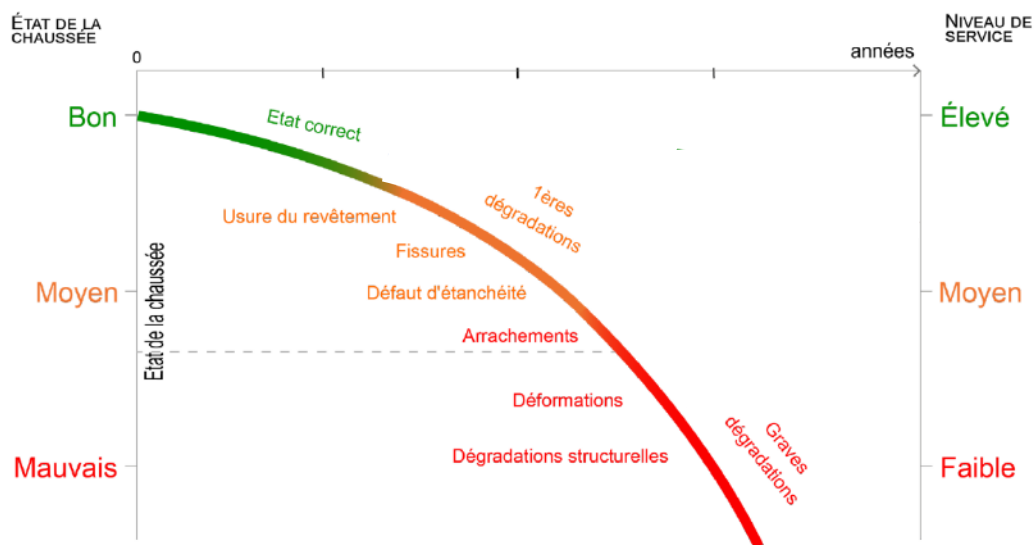 ÉTAT DE LA
CHAUSSÉE
NIVEAU DE
SERVICE
0
années
Bon
Etat correct
Élevé
1ères
dégradations
Usure du revêtement
Fissures
Moyen
Défaut d'étanchéité
Moyen
Etat de la chaussée
Arrachements
Déformations
Graves
dégradations
Mauvais
Dégradations structurelles
Faible